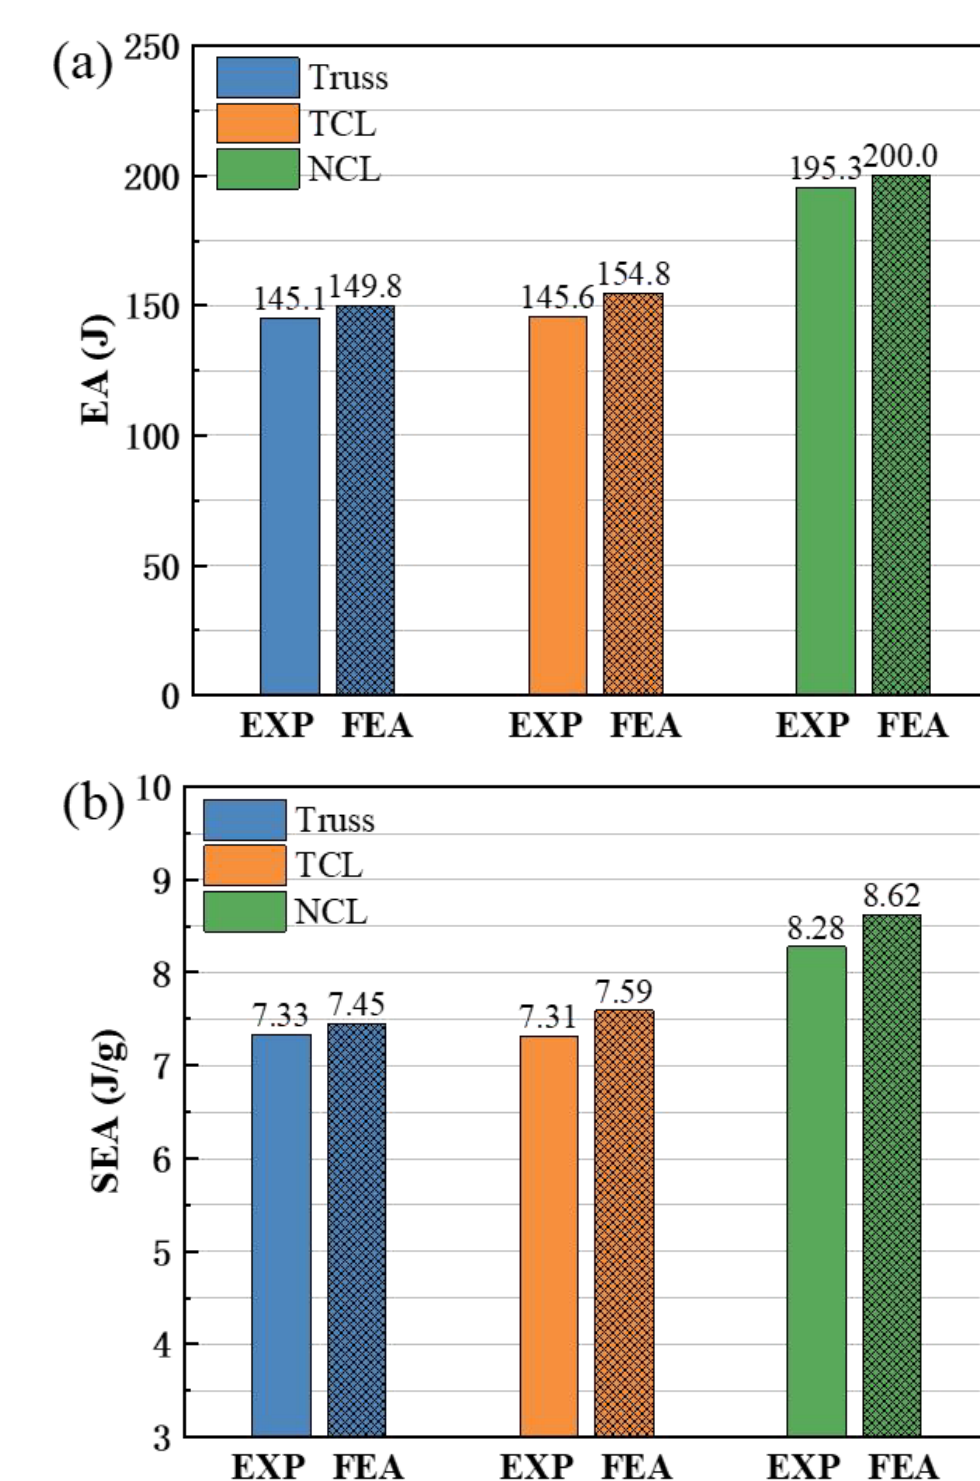 (a)
250
200
150
100
50
0
EA (J)
Truss
TCL
NCL
145.1
149.8
145.6
154.8
195.3
200.0
EXP FEA EXP FEA EXP FEA
(b)
10
9
8
7
6
5
4
3
SEA (J/g)
Truss
TCL
NCL
7.33
7.45
7.31
7.59
8.28
8.62
EXP FEA EXP FEA EXP FEA